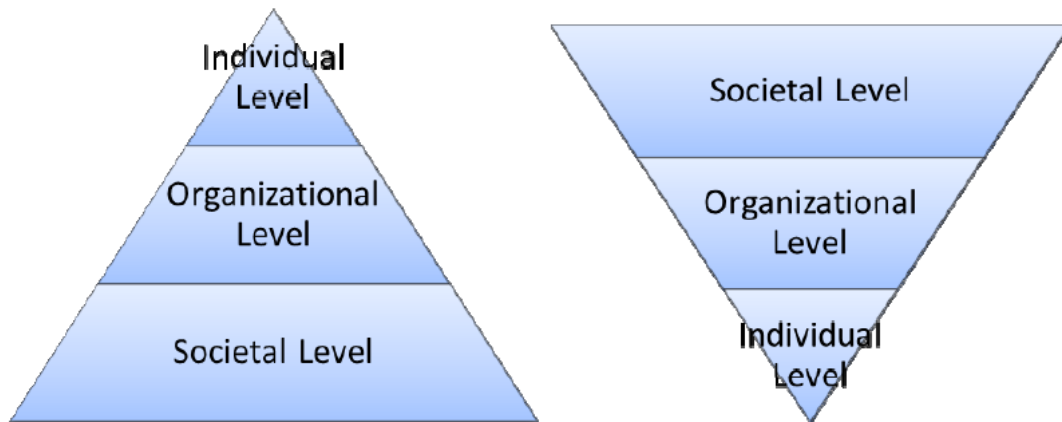 Individual
Level
Organizational
Level
Societal Level
Societal Level
Organizational
Level
Individual
Level